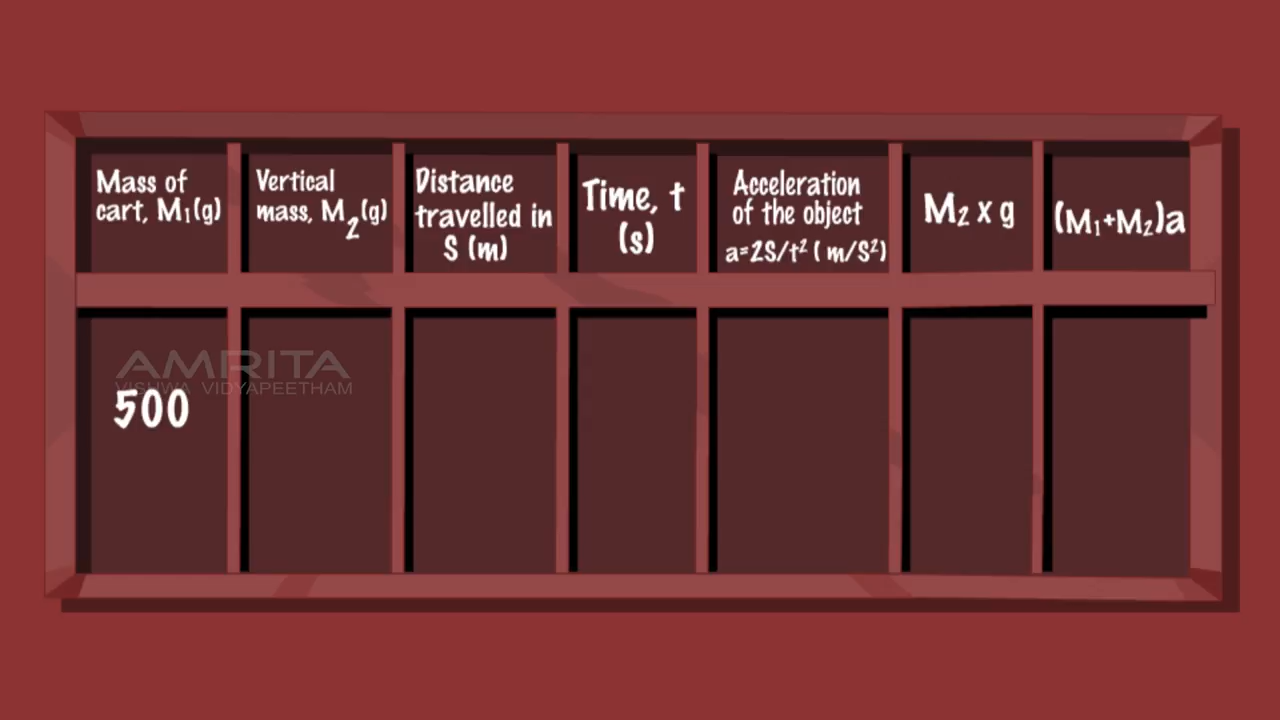 Mass of
cart, M₁(g)
Vertical
mass, M₂(g)
Distance
travelled in
S (m)
Time, t
(s)
Acceleration
of the object
a=2S/t² ( m/S²)
M₂ x g
(M₁+M₂)a
AMRITA
VISHWA VIDYAPEETHAM
500